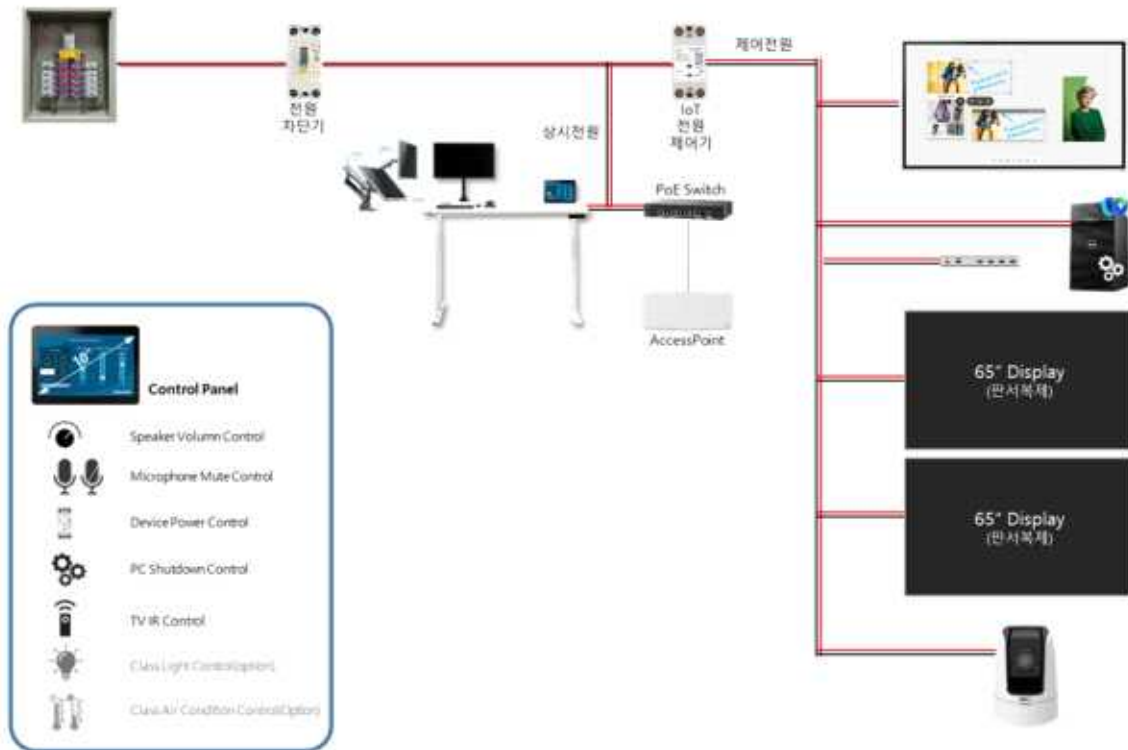 제어전원
전원
차단기
IoT
전원
제어기
상시전원
PoE Switch
AccessPoint
65" Display
(판서복제)
65" Display
(판서복제)
10"
Control Panel
Speaker Volumn Control
Microphone Mute Control
Device Power Control
PC Shutdown Control
TV IR Control
Class Light Control(option)
Class Air Condition Control(Option)